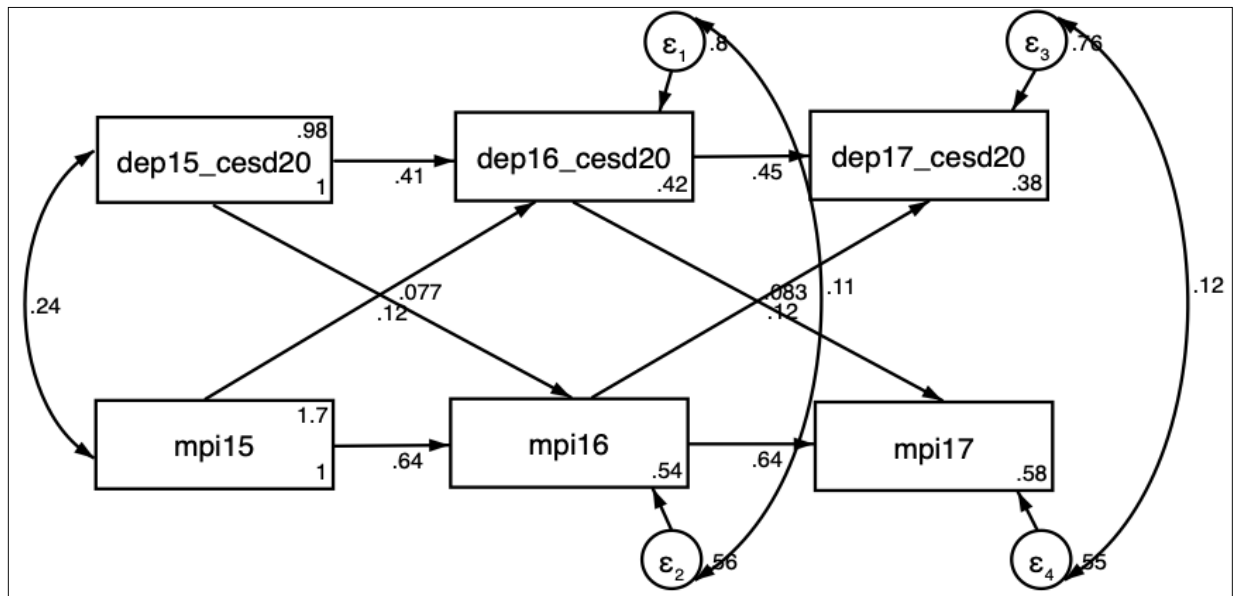 ε1 .8
ε3 .76
.98
dep15_cesd20
1
.41
dep16_cesd20
.42
.45
dep17_cesd20
.38
.24
.077
.12
.083
.12
.11
.12
1.7
mpi15
1
.64
mpi16
.54
.64
mpi17
.58
ε2 .56
ε4 .55